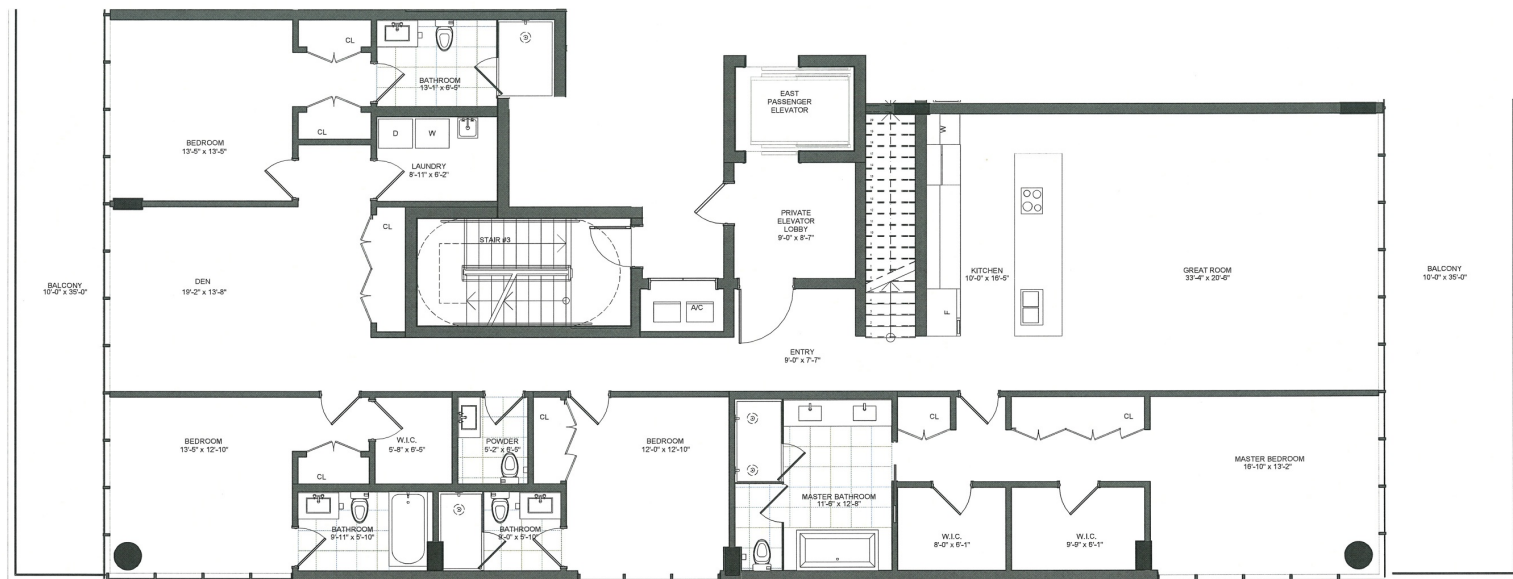 CL
BATHROOM
13'-1" x 6'-5"
CL
BEDROOM
13'-5" x 13'-5"
D
W
LAUNDRY
8'-11" x 6'-2"
EAST
PASSENGER
ELEVATOR
W
CL
STAIR #3
PRIVATE
ELEVATOR
LOBBY
9'-0" x 8'-7"
BALCONY
10'-0" x 35'-0"
DEN
19'-2" x 13'-8"
KITCHEN
10'-0" x 16'-5"
GREAT ROOM
33'-4" x 20'-6"
BALCONY
10'-0" x 35'-0"
A/C
F
ENTRY
9'-0" x 7'-7"
BEDROOM
13'-5" x 12'-10"
W.I.C.
5'-8" x 6'-5"
CL
POWDER
5'-2" x 6'-5"
CL
BEDROOM
12'-0" x 12'-10"
CL
CL
MASTER BEDROOM
16'-10" x 13'-2"
MASTER BATHROOM
11'-6" x 12'-8"
BATHROOM
9'-11" x 5'-10"
BATHROOM
8'-0" x 5'-10"
W.I.C.
8'-0" x 6'-1"
W.I.C.
9'-9" x 6'-1"